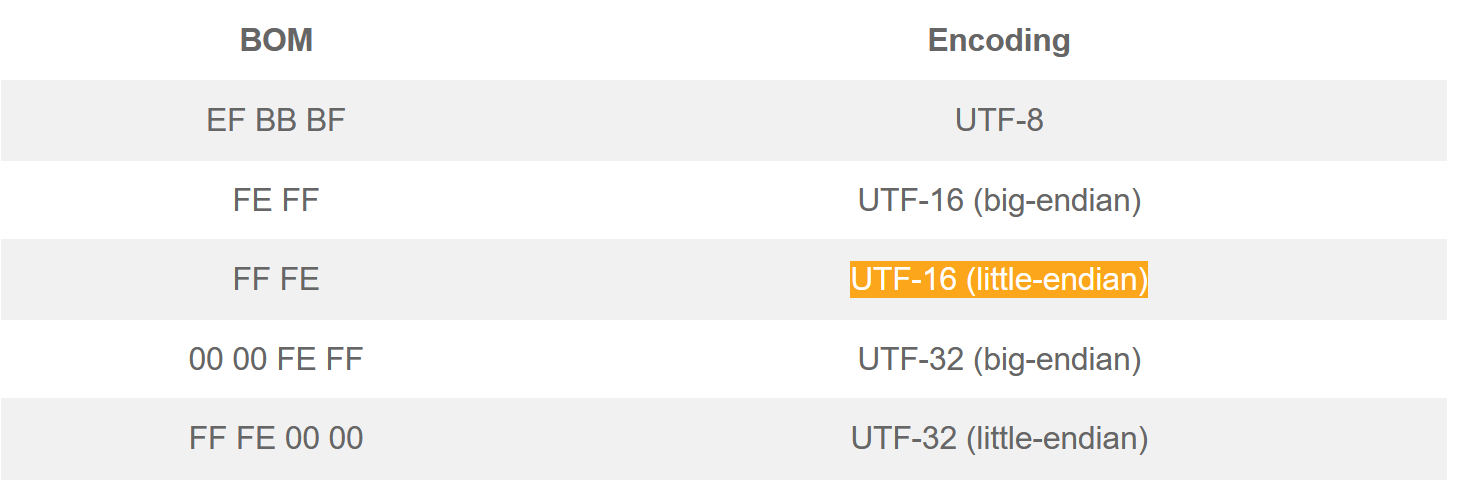 BOM Encoding
EF BB BF UTF-8
FE FF UTF-16 (big-endian)
FF FE UTF-16 (little-endian)
00 00 FE FF UTF-32 (big-endian)
FF FE 00 00 UTF-32 (little-endian)